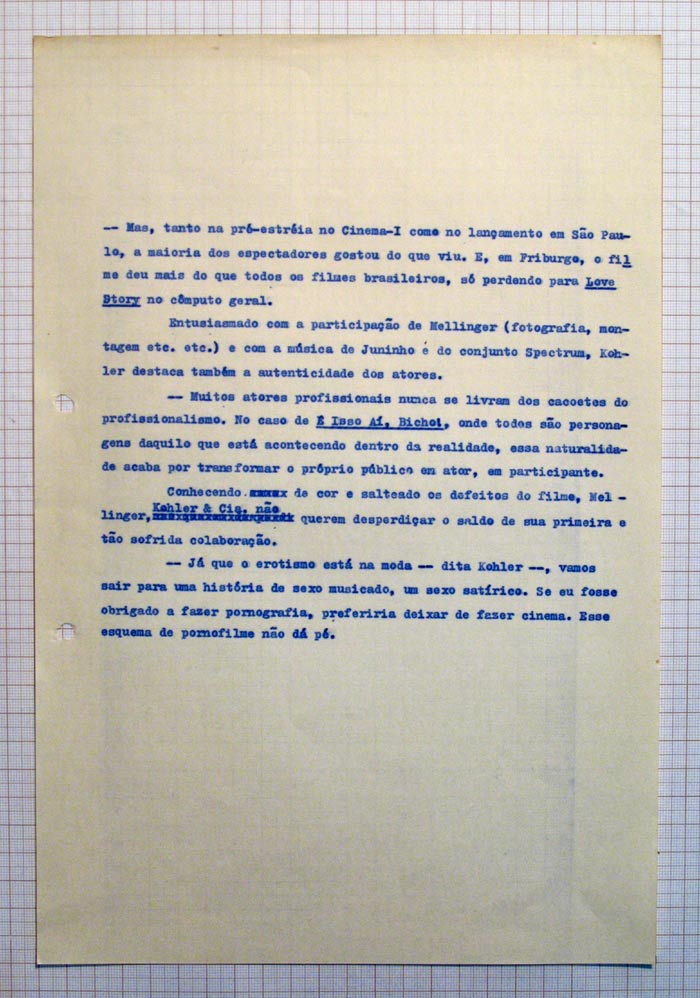 -- Mas, tanto na pré-estréia no Cinema-I como no lançamento em São Pau-
lo, a maioria dos espectadores gostou do que viu. E, em Friburgo, o fil
me deu mais do que todos os filmes brasileiros, só perdendo para Love
Story no cômputo geral.
Entusiasmado com a participação de Mellinger (fotografia, mon-
tagem etc. etc.) e com a música de Juninho e do conjunto Spectrum, Koh-
ler destaca também a autenticidade dos atores.
-- Muitos atores profissionais nunca se livram dos cacoetes do
profissionalismo. No caso de É Isso Aí, Bicho!, onde todos são persona-
gens daquilo que está acontecendo dentro da realidade, essa naturalida-
de acaba por transformar o próprio público em ator, em participante.
Conhecendo de cor e salteado os defeitos do filme, Mel -
linger, Kohler & Cia. não querem desperdiçar o saldo de sua primeira e
tão sofrida colaboração.
-- Já que o erotismo está na moda -- dita Kohler --, vamos
sair para uma história de sexo musicado, um sexo satírico. Se eu fosse
obrigado a fazer pornografia, preferiria deixar de fazer cinema. Esse
esquema de pornofilme não dá pé.